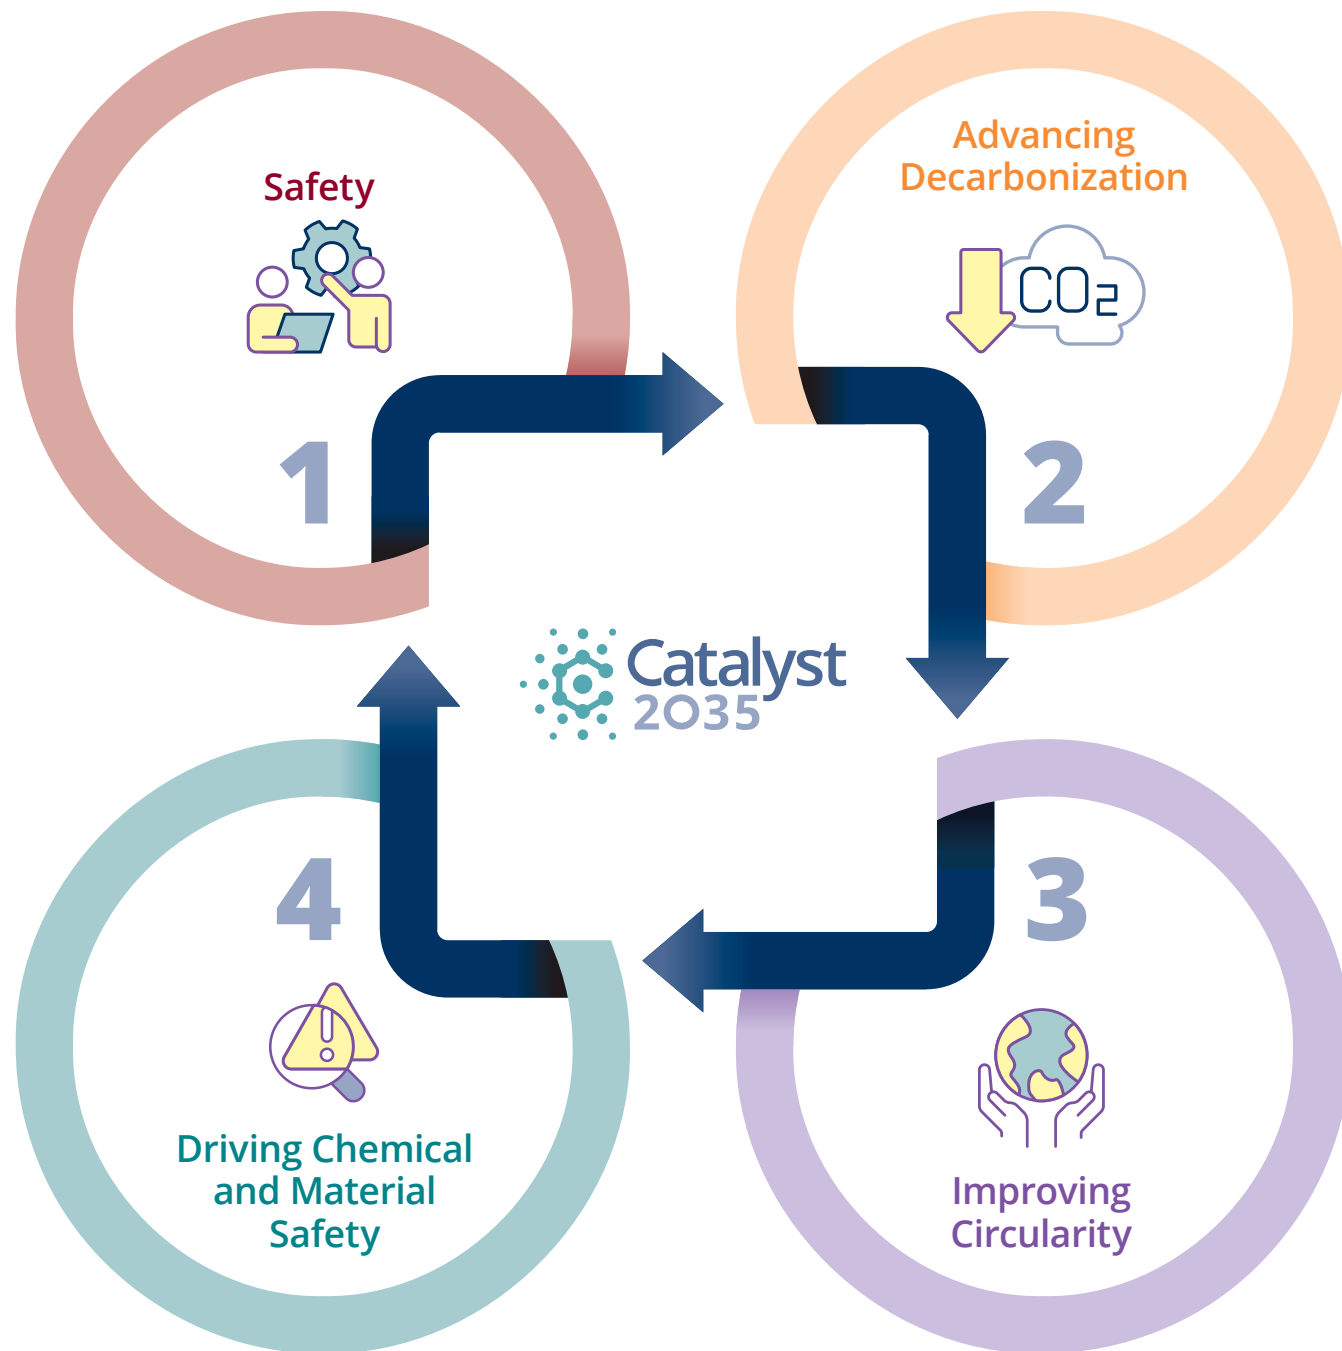 Safety
1
Advancing
Decarbonization
CO2
2
Catalyst
2035
3
Improving
Circularity
4
Driving Chemical
and Material
Safety